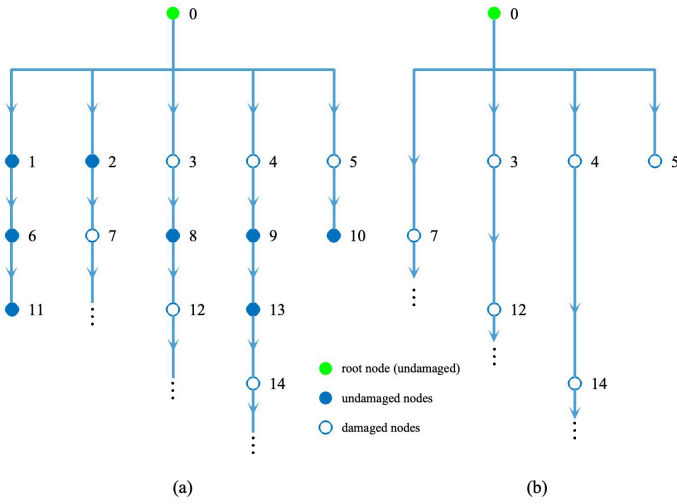 0 0
1 2 3 4 5 3 4 5
6 7 8 9 10 7
11 12 13 12
14 14
root node (undamaged)
undamaged nodes
damaged nodes
(a) (b)